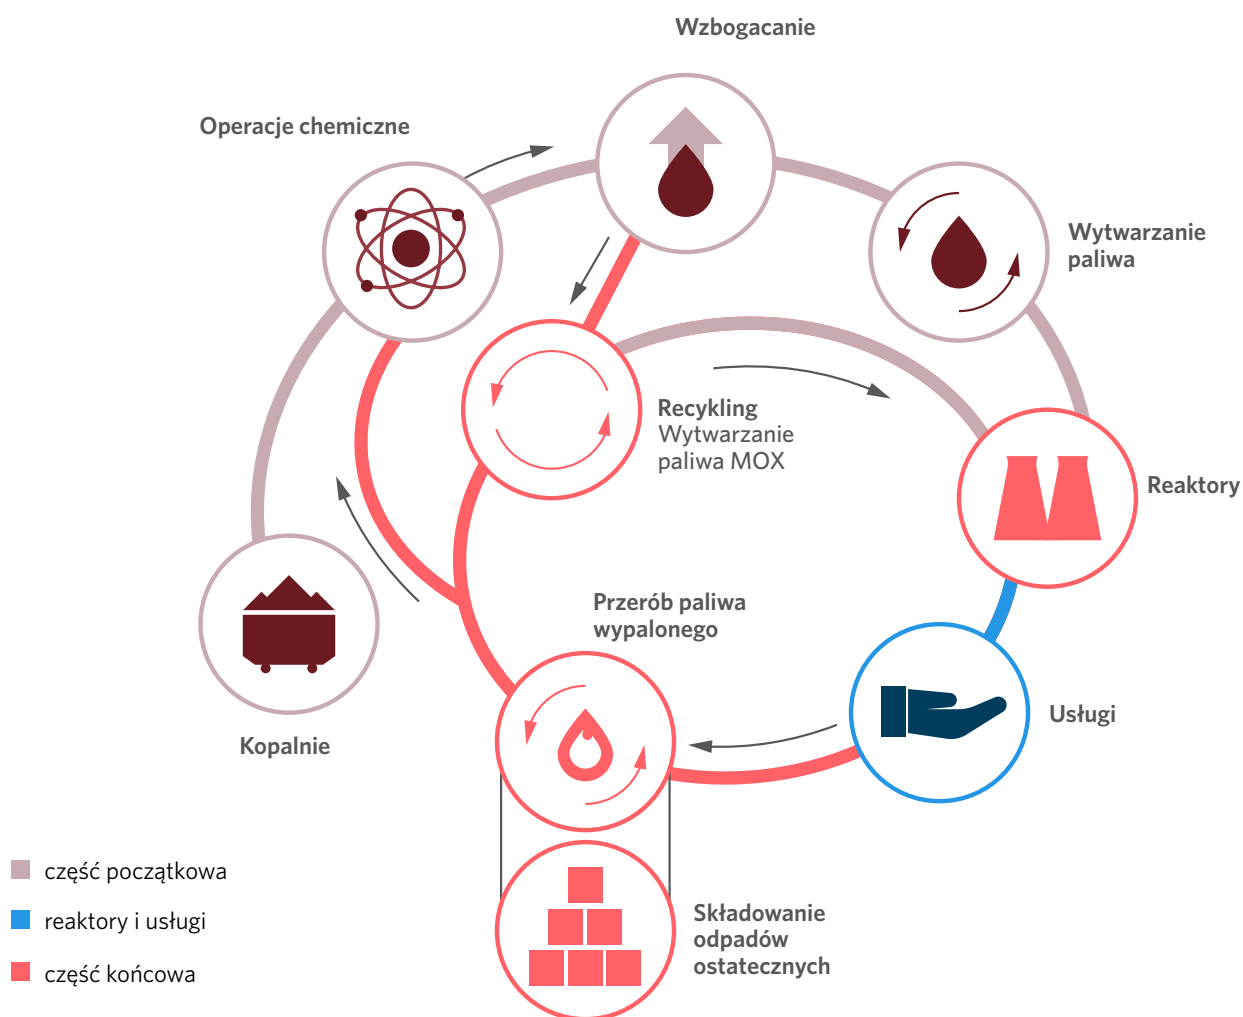 Wzbogacanie
Operacje chemiczne
Wytwarzanie
paliwa
Recykling
Wytwarzanie
paliwa MOX
Reaktory
Przerób paliwa
wypalonego
Usługi
Kopalnie
Składowanie
odpadów
ostatecznych
część początkowa
reaktory i usługi
część końcowa